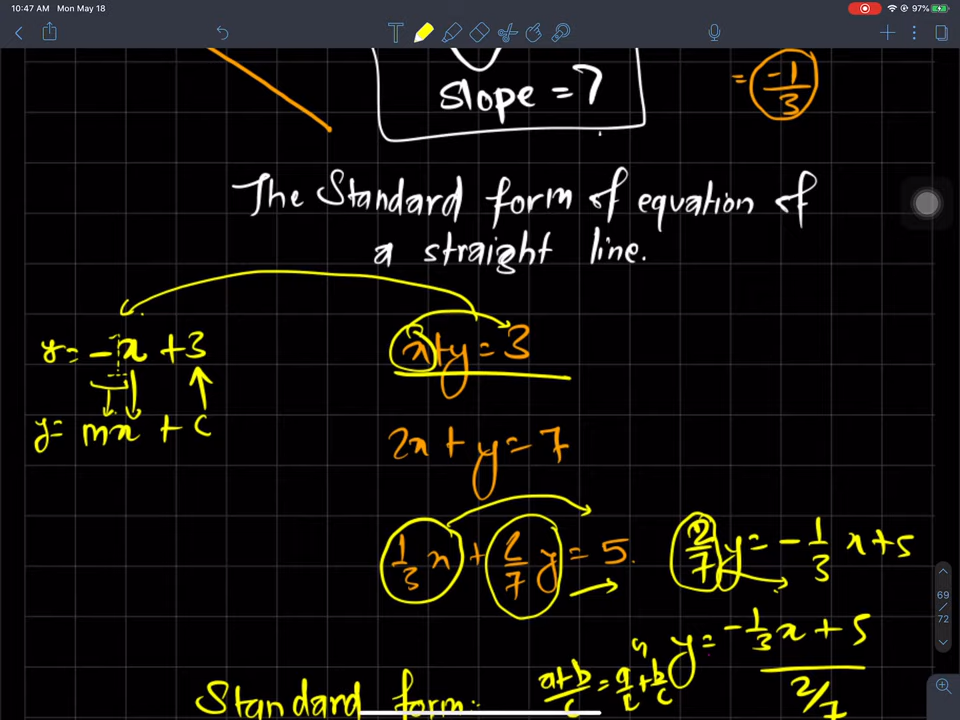 10:47 AM Mon May 18
97%
Slope = 7
= -1/3
The Standard form of equation of
a straight line.
y = -x + 3
x + y = 3
y = mx + c
2x + y = 7
1/3 x + 2/7 y = 5
2/7 y = -1/3 x + 5
y = (-1/3 x + 5) / (2/7)
(a+b)/c = a/c + b/c
69
/
72
Standard form: